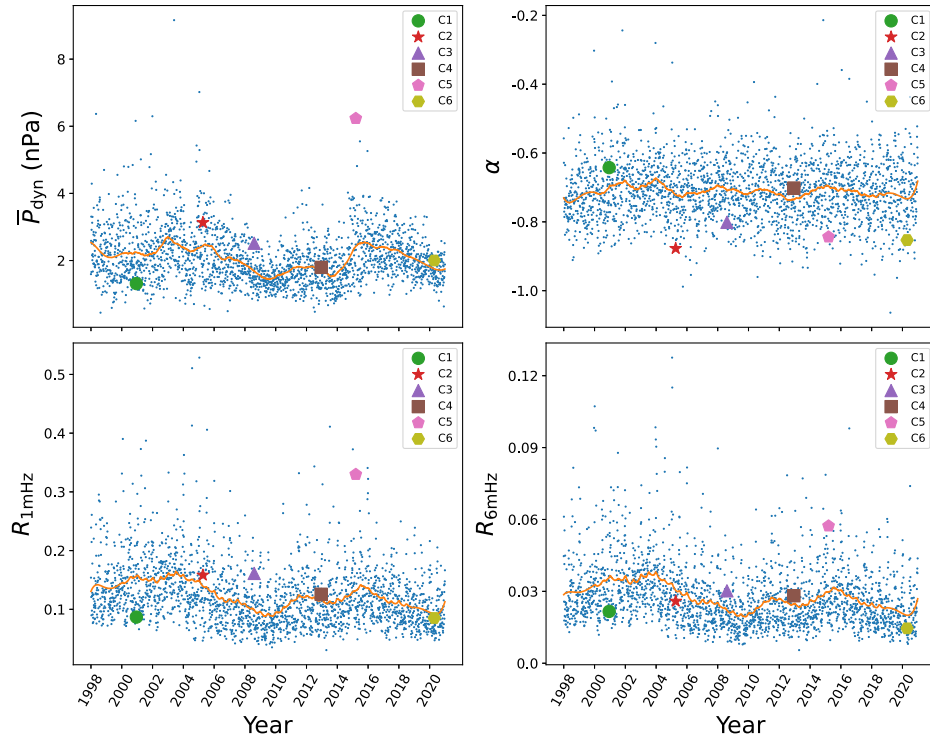 8
6
4
2
P̅dyn (nPa)
C1
C2
C3
C4
C5
C6
-0.2
-0.4
-0.6
-0.8
-1.0
α
C1
C2
C3
C4
C5
C6
0.5
0.4
0.3
0.2
0.1
R1mHz
C1
C2
C3
C4
C5
C6
1998 2000 2002 2004 2006 2008 2010 2012 2014 2016 2018 2020
Year
0.12
0.09
0.06
0.03
0.0
R6mHz
C1
C2
C3
C4
C5
C6
1998 2000 2002 2004 2006 2008 2010 2012 2014 2016 2018 2020
Year